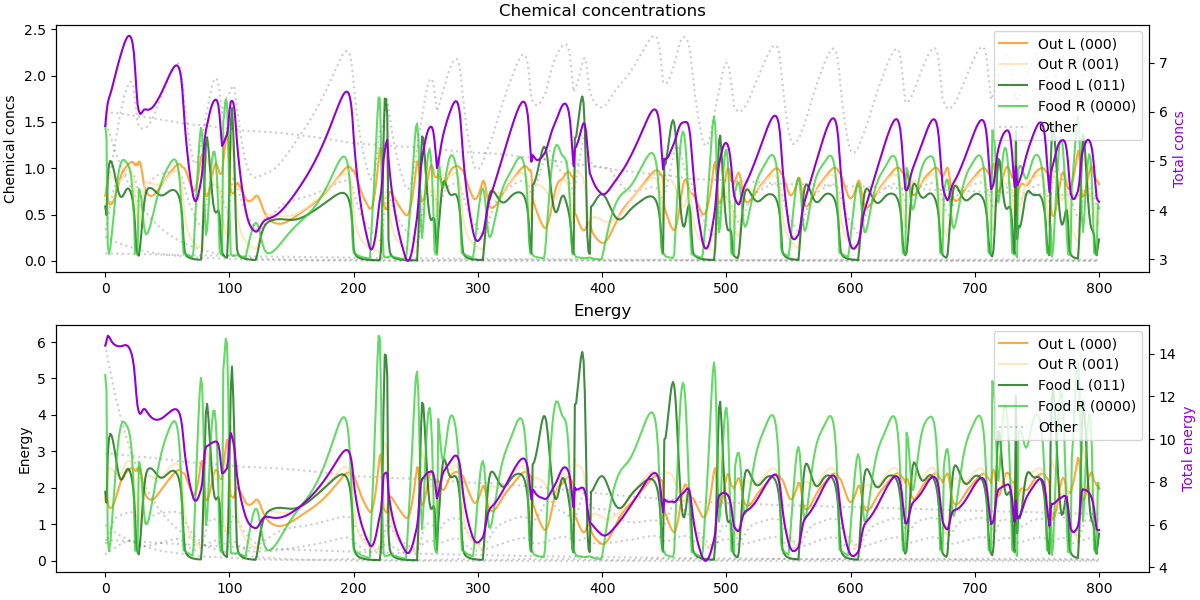 Chemical concentrations
Chemical concs
2.5
2.0
1.5
1.0
0.5
0.0
0 100 200 300 400 500 600 700 800
7
6
5
4
3
Total concs
Out L (000)
Out R (001)
Food L (011)
Food R (0000)
Other
Energy
Energy
6
5
4
3
2
1
0
0 100 200 300 400 500 600 700 800
14
12
10
8
6
4
Total energy
Out L (000)
Out R (001)
Food L (011)
Food R (0000)
Other